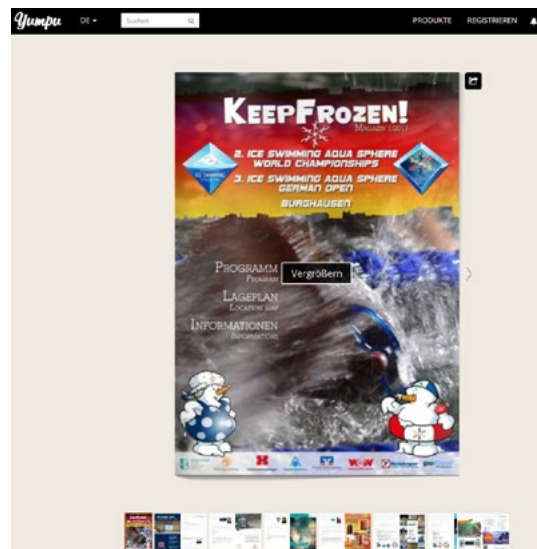 Yumpu
DE
Suchen
PRODUKTE
REGISTRIEREN
KEEPFROZEN!
MAGAZIN 1/2017
2. ICE SWIMMING AQUA SPHERE
WORLD CHAMPIONSHIPS
3. ICE SWIMMING AQUA SPHERE
GERMAN OPEN
BURGHAUSEN
PROGRAMM
PROGRAM
Vergrößern
LAGEPLAN
LOCATION MAP
INFORMATIONEN
INFORMATIONS